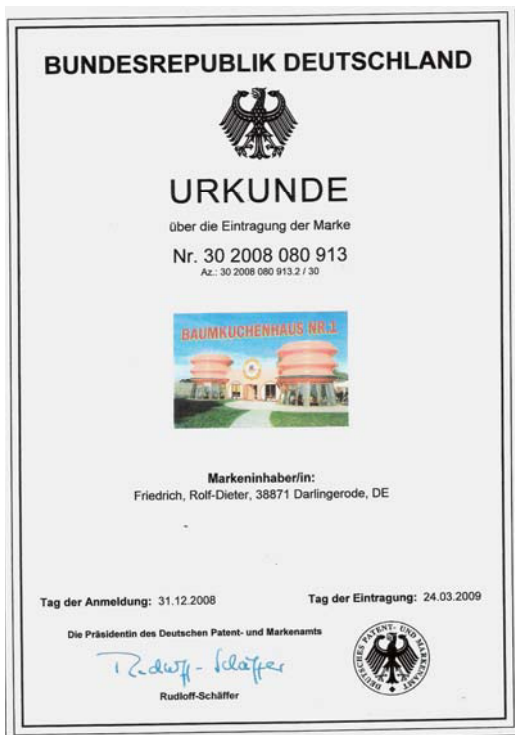 BUNDESREPUBLIK DEUTSCHLAND
URKUNDE
über die Eintragung der Marke
Nr. 30 2008 080 913
Az.: 30 2008 080 913.2 / 30
BAUMKUCHENHAUS NR.1
Markeninhaber/in:
Friedrich, Rolf-Dieter, 38871 Darlingerode, DE
Tag der Anmeldung: 31.12.2008
Tag der Eintragung: 24.03.2009
Die Präsidentin des Deutschen Patent- und Markenamts
Rudloff-Schäffer
Rudloff-Schäffer
DEUTSCHES PATENT- UND MARKENAMT